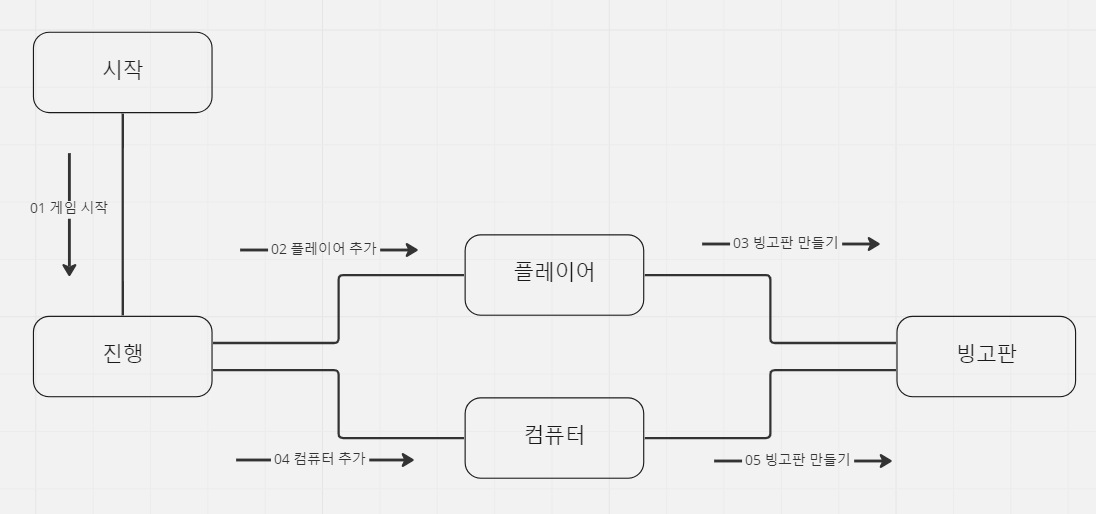 시작
01 게임 시작
02 플레이어 추가
03 빙고판 만들기
플레이어
진행
빙고판
컴퓨터
04 컴퓨터 추가
05 빙고판 만들기